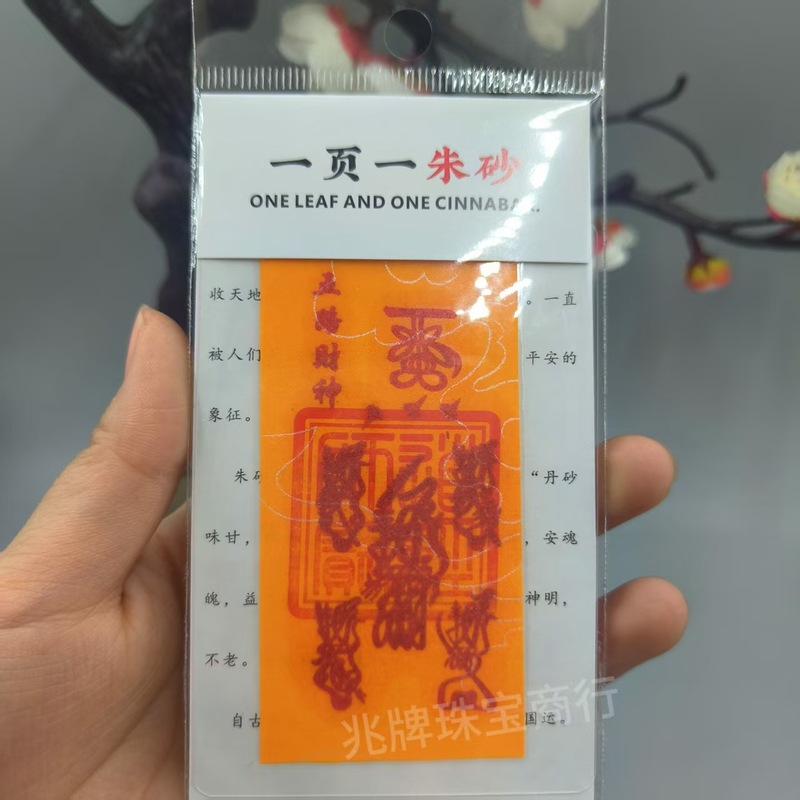 一页一朱砂
ONE LEAF AND ONE CINNABA
五路財神
收天地
。一直
被人们
平安的
象征。
朱砂
“丹砂
味甘，
，安魂
魄，益
神明，
不老。
自古
国运。
兆牌珠宝商行